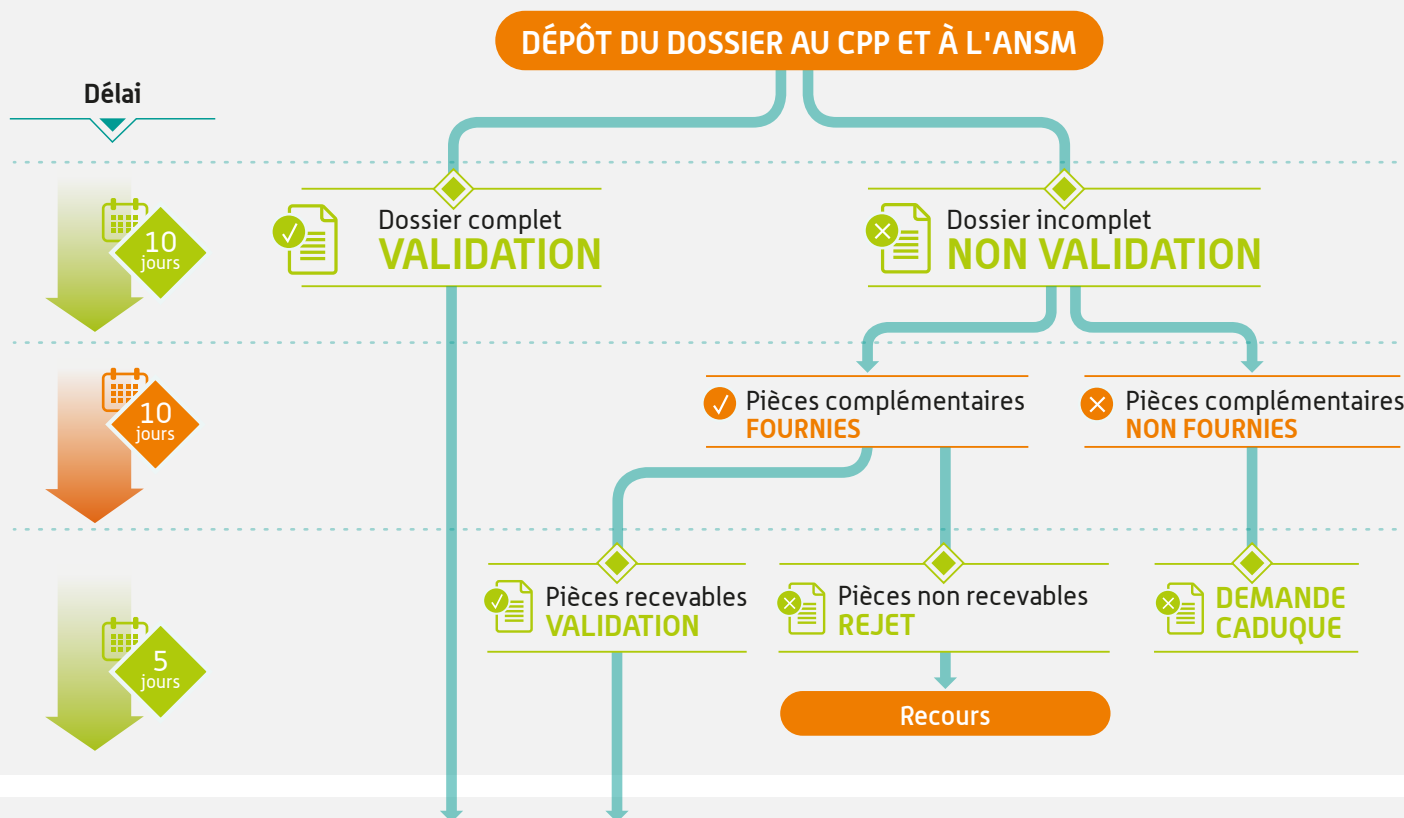 DÉPÔT DU DOSSIER AU CPP ET À L'ANSM
Délai
10
jours
Dossier complet
VALIDATION
Dossier incomplet
NON VALIDATION
10
jours
Pièces complémentaires
FOURNIES
Pièces complémentaires
NON FOURNIES
5
jours
Pièces recevables
VALIDATION
Pièces non recevables
REJET
DEMANDE
CADUQUE
Recours